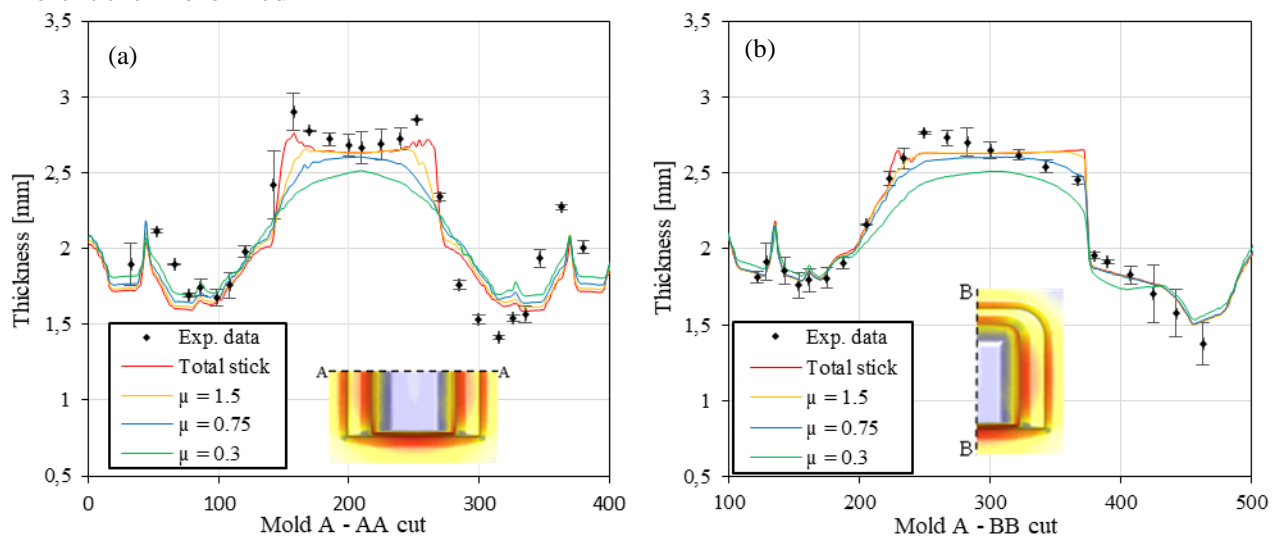 (a)
3,5
3
2,5
2
1,5
1
0,5
Thickness [mm]
Exp. data
Total stick
μ = 1.5
μ = 0.75
μ = 0.3
A
A
0
100
200
300
400
Mold A - AA cut
(b)
3,5
3
2,5
2
1,5
1
0,5
Thickness [mm]
Exp. data
Total stick
μ = 1.5
μ = 0.75
μ = 0.3
B
B
100
200
300
400
500
Mold A - BB cut